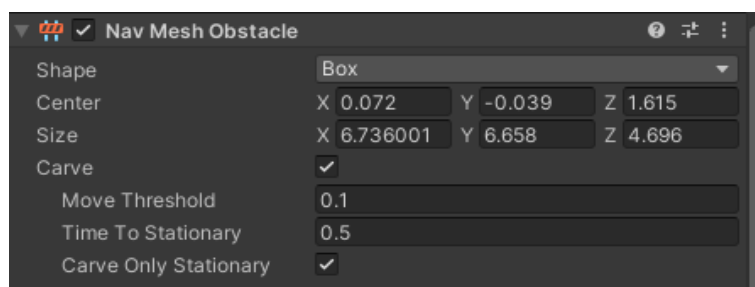 Nav Mesh Obstacle
Shape Box
Center X 0.072 Y -0.039 Z 1.615
Size X 6.736001 Y 6.658 Z 4.696
Carve
Move Threshold 0.1
Time To Stationary 0.5
Carve Only Stationary